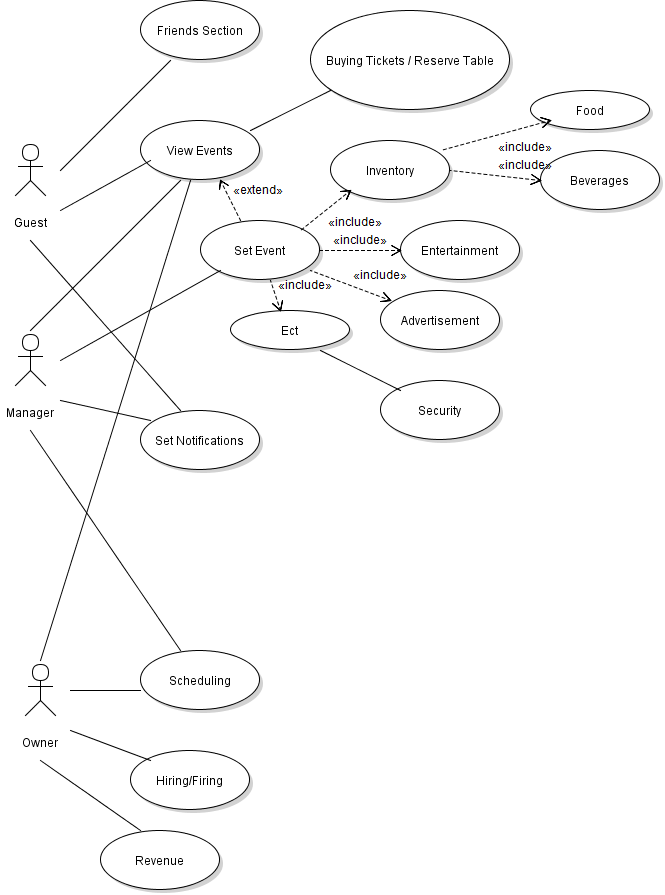 Friends Section
Buying Tickets / Reserve Table
Food
View Events
«include»
«include»
Inventory
Beverages
«extend»
Guest
«include»
«include»
Set Event
Entertainment
«include»
«include»
Advertisement
Ect
Manager
Security
Set Notifications
Scheduling
Owner
Hiring/Firing
Revenue